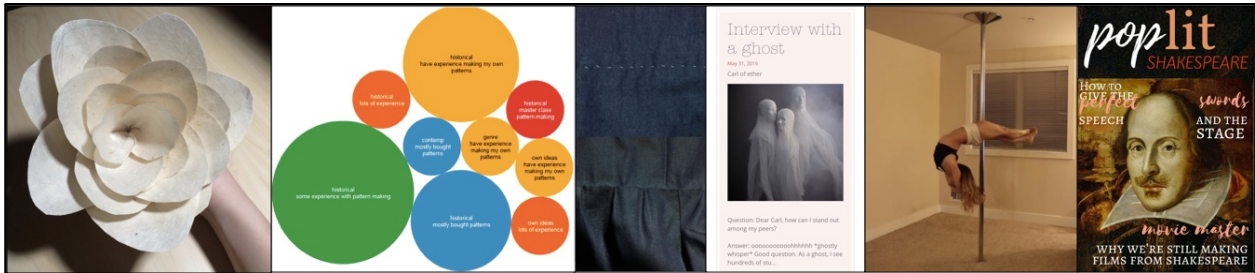 historical
have experience making my own
patterns
historical
lots of experience
historical
master class
pattern-making
contemp
mostly bought
patterns
genre
have experience
making my own
patterns
own ideas
have experience
making my own
patterns
historical
some experience with pattern making
historical
mostly bought patterns
own ideas
lots of experience
Interview with
a ghost
May 31, 2016
Carl of ether
Question: Dear Carl, how can I stand out
among my peers?
Answer: ooooooooooohhhhhh *ghostly
whisper* Good question. As a ghost, I see
hundreds of stu...
poplit
SHAKESPEARE
HOW TO
GIVE THE
perfect
SPEECH
swords
AND THE
STAGE
movie master
WHY WE'RE STILL MAKING
FILMS FROM SHAKESPEARE